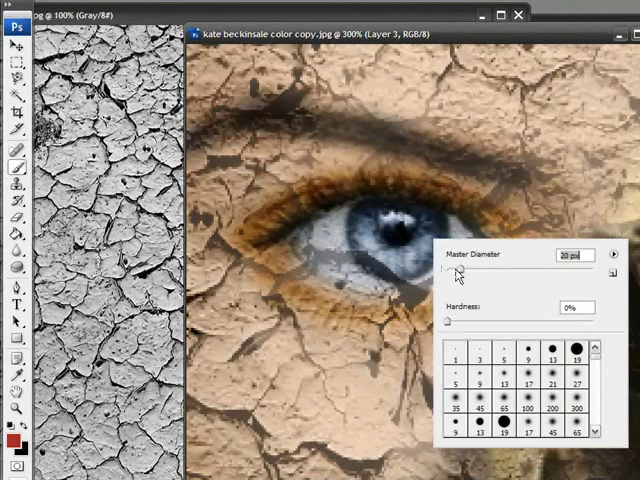 pg @ 100% (Gray/8#)
Ps
kate beckinsale color copy.jpg @ 300% (Layer 3, RGB/8)
Master Diameter
20 px
Hardness:
0%
1 3 5 9 13 19
5 9 13 17 21 27
35 45 65 100 200 300
9 13 19 17 45 65
T